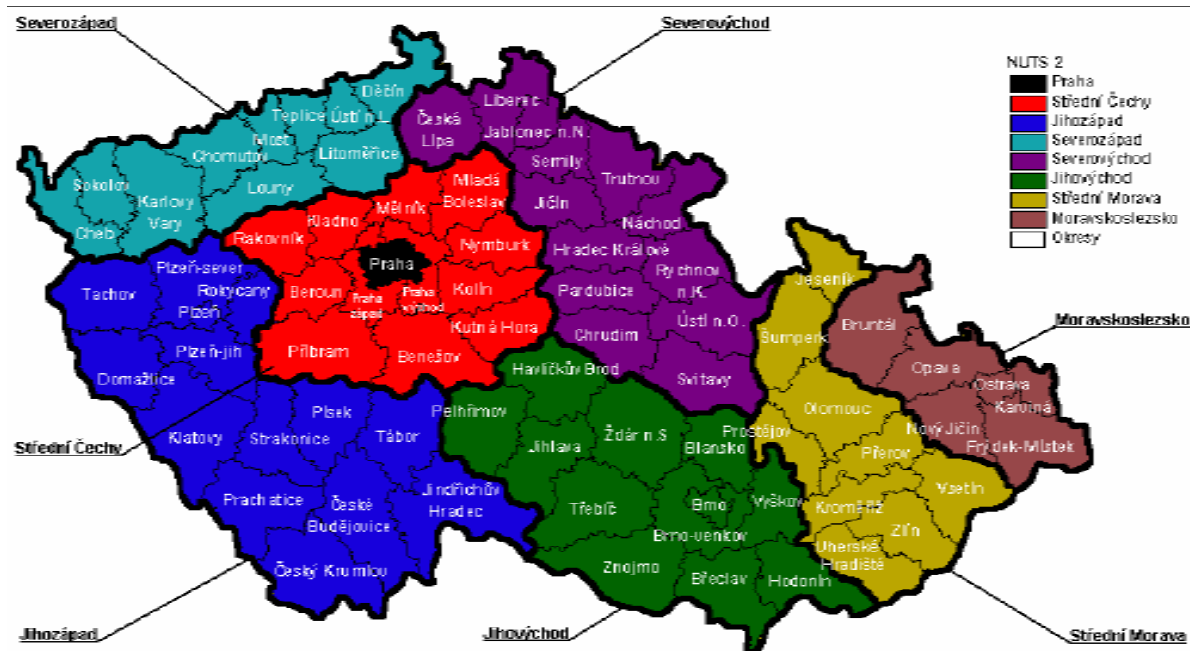 Severozápad
Severovýchod
NUTS 2
Praha
Střední Čechy
Jihozápad
Severozápad
Severovýchod
Jihovýchod
Střední Morava
Moravskoslezsko
Okresy
Děčín
Teplice
Ústí n.L.
Most
Chomutov
Litoměřice
Louny
Sokolov
Karlovy
Vary
Cheb
Česká
Lípa
Liberec
Jablonec n.N.
Semily
Trutnov
Jičín
Náchod
Hradec Králové
Rychnov
n.K.
Pardubice
Ústí n.O.
Chrudim
Svitavy
Mladá
Boleslav
Mělník
Kladno
Rakovník
Nymburk
Praha
Beroun
Praha
západ
Praha
východ
Kolín
Kutná Hora
Příbram
Benešov
Plzeň-sever
Tachov
Rokycany
Plzeň
Plzeň-jih
Domažlice
Klatovy
Písek
Strakonice
Tábor
Prachatice
České
Budějovice
Jindřichův
Hradec
Český Krumlov
Havlíčkův Brod
Pelhřimov
Jihlava
Žďár n.S
Blansko
Třebíč
Brno
Vyškov
Brno-venkov
Znojmo
Břeclav
Hodonín
Jeseník
Šumperk
Olomouc
Prostějov
Přerov
Kroměříž
Vsetín
Zlín
Uherské
Hradiště
Bruntál
Opava
Ostrava
Karviná
Nový Jičín
Frýdek-Místek
Moravskoslezsko
Střední Čechy
Jihozápad
Jihovýchod
Střední Morava